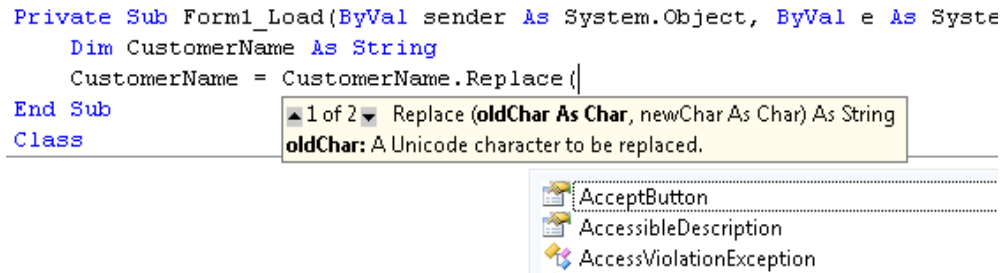 Private Sub Form1_Load(ByVal sender As System.Object, ByVal e As Syste
Dim CustomerName As String
CustomerName = CustomerName.Replace(
End Sub
Class
1 of 2 Replace (oldChar As Char, newChar As Char) As String
oldChar: A Unicode character to be replaced.
AcceptButton
AccessibleDescription
AccessViolationException